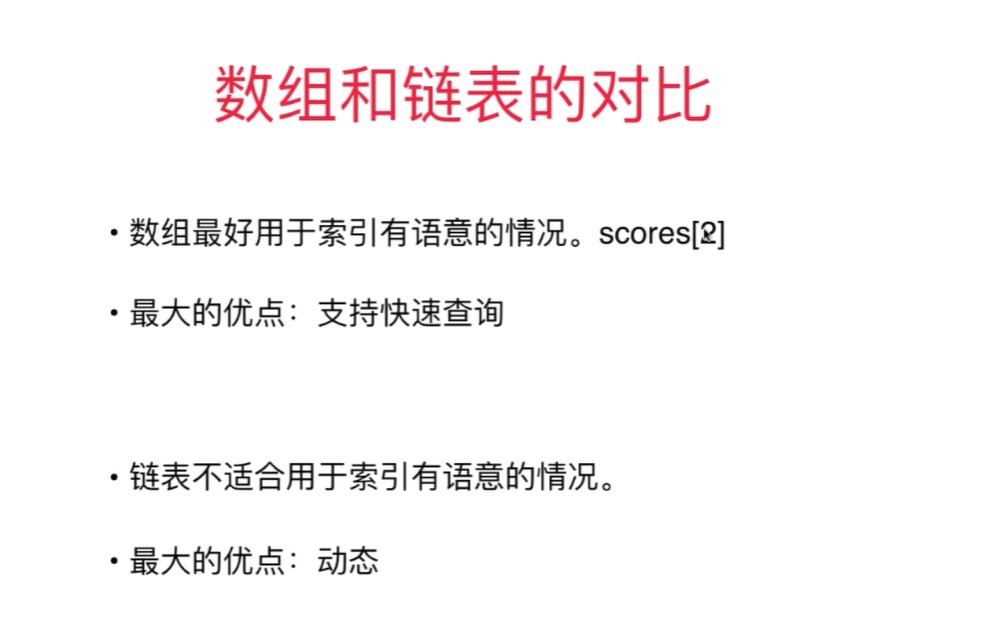 数组和链表的对比
• 数组最好用于索引有语意的情况。scores[2]
• 最大的优点：支持快速查询
• 链表不适合用于索引有语意的情况。
• 最大的优点：动态